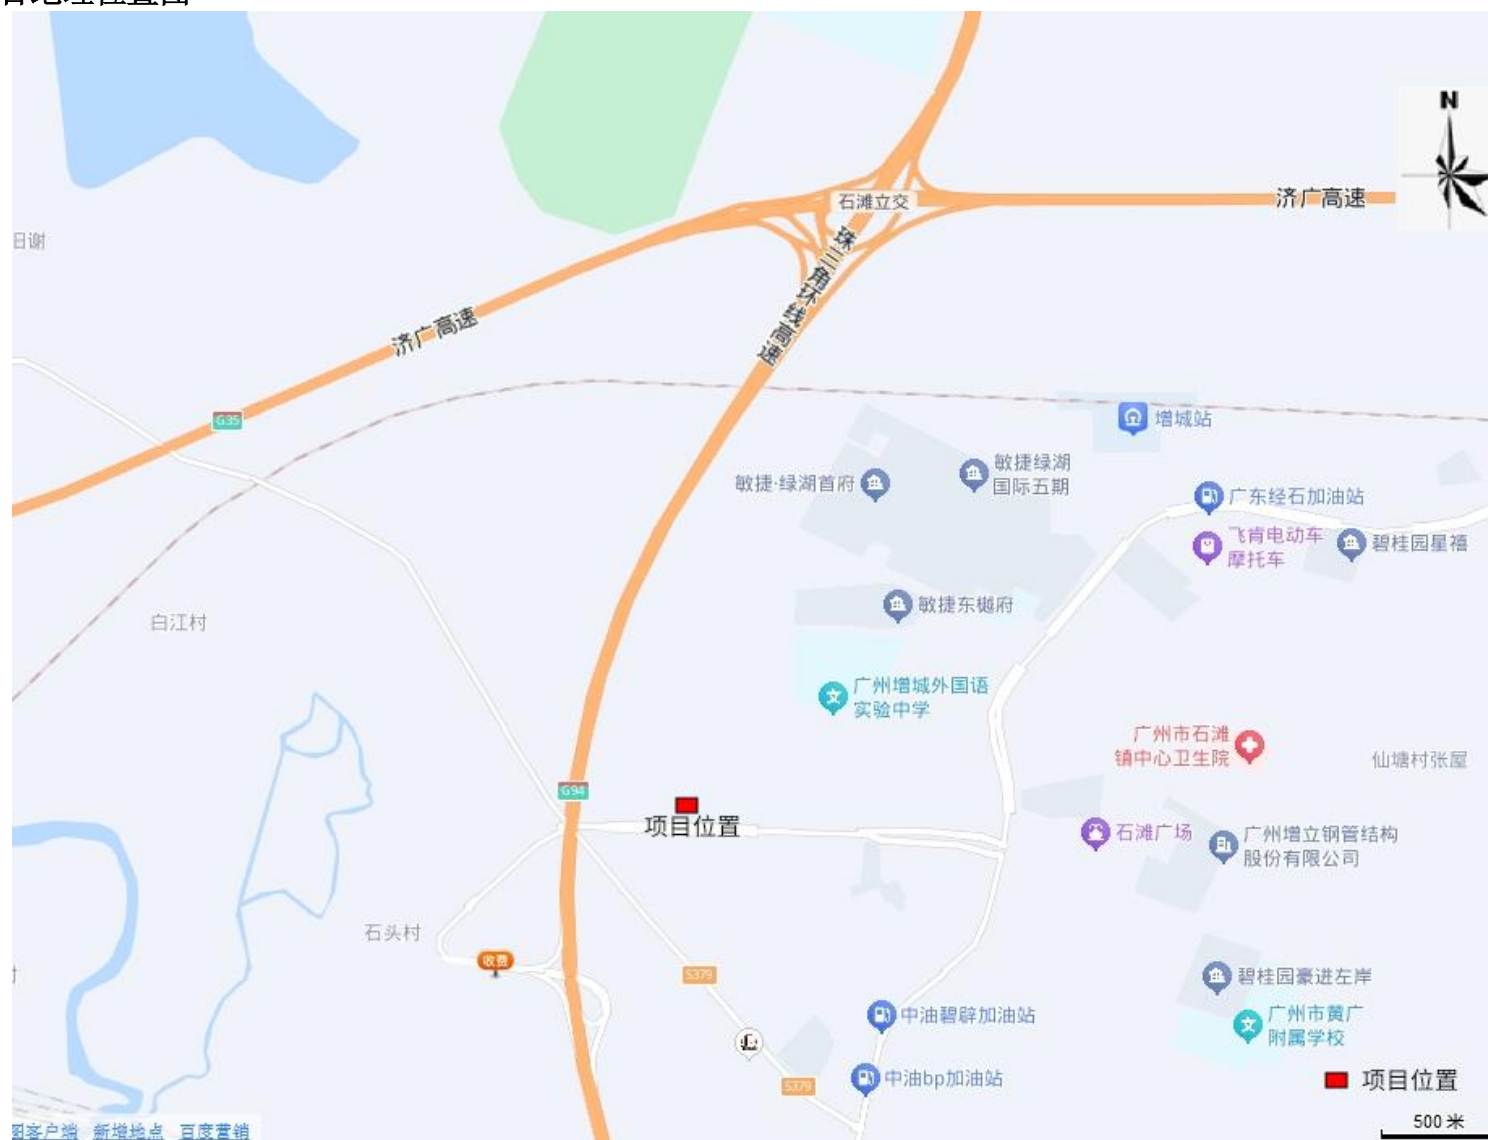 N
石滩立交
济广高速
旧谢
珠三角环线高速
济广高速
G35
增城站
敏捷绿湖
国际五期
敏捷·绿湖首府
广东经石加油站
飞肯电动车
摩托车
碧桂园星禧
敏捷东樾府
白江村
广州增城外国语
实验中学
广州市石滩
镇中心卫生院
仙塘村张屋
G94
项目位置
石滩广场
广州增立钢管结构
股份有限公司
石头村
收费
S379
碧桂园豪进左岸
中油碧辟加油站
广州市黄广
附属学校
中油bp加油站
S379
项目位置
500 米
图客户端 新增地点 百度营销